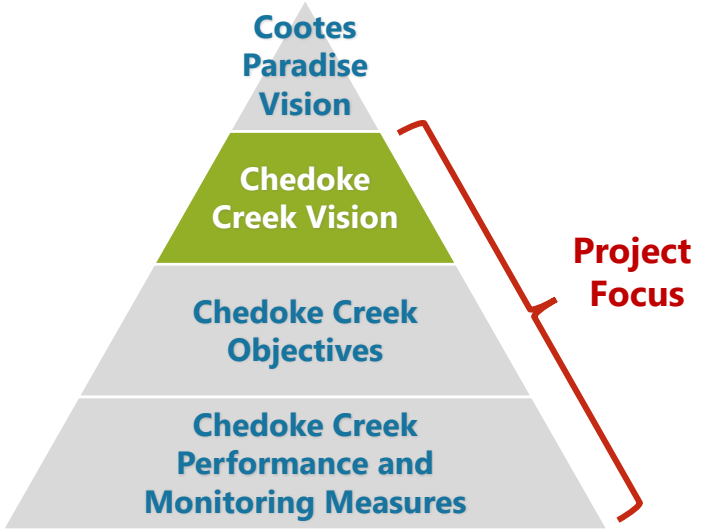 Cootes
Paradise
Vision
Chedoke
Creek Vision
Project
Focus
Chedoke Creek
Objectives
Chedoke Creek
Performance and
Monitoring Measures